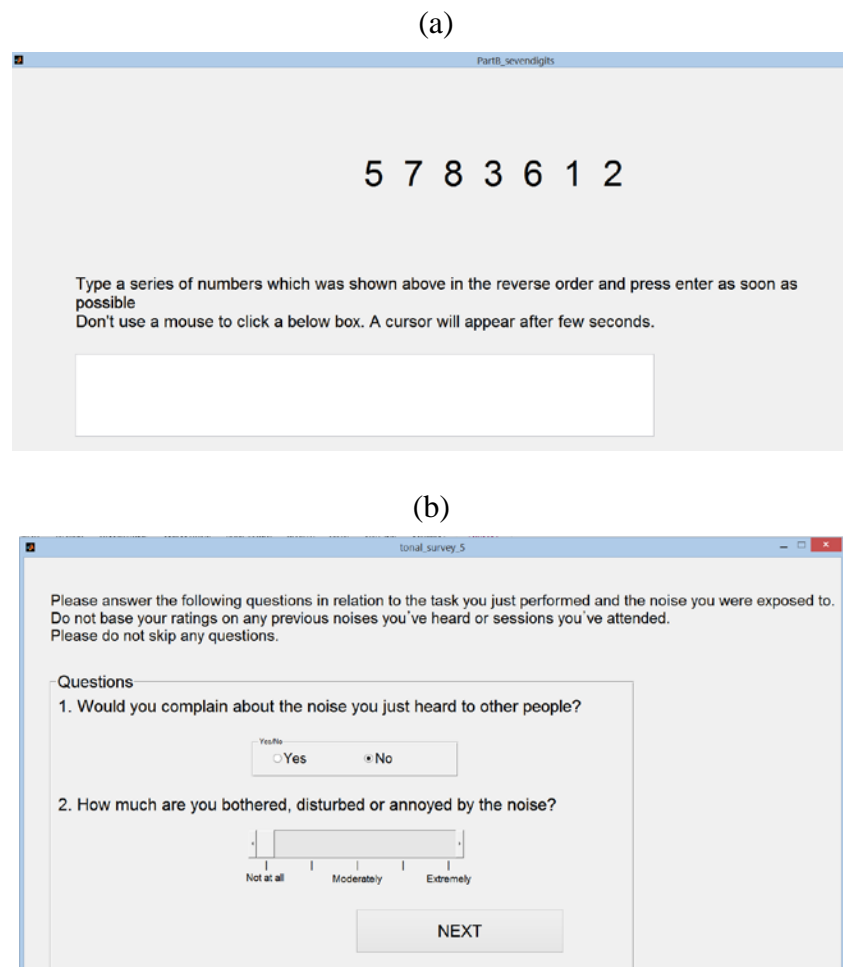 (a)
PartB_sevendigits
5 7 8 3 6 1 2
Type a series of numbers which was shown above in the reverse order and press enter as soon as
possible
Don't use a mouse to click a below box. A cursor will appear after few seconds.
(b)
tonal_survey_5
Please answer the following questions in relation to the task you just performed and the noise you were exposed to.
Do not base your ratings on any previous noises you've heard or sessions you've attended.
Please do not skip any questions.
Questions
1. Would you complain about the noise you just heard to other people?
Yes/No
Yes No
2. How much are you bothered, disturbed or annoyed by the noise?
Not at all Moderately Extremely
NEXT